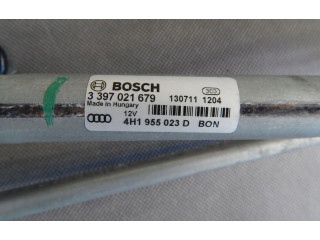 BOSCH
3 397 021 679 130711 1204
Made in Hungary
12V
4H1 955 023 D BON